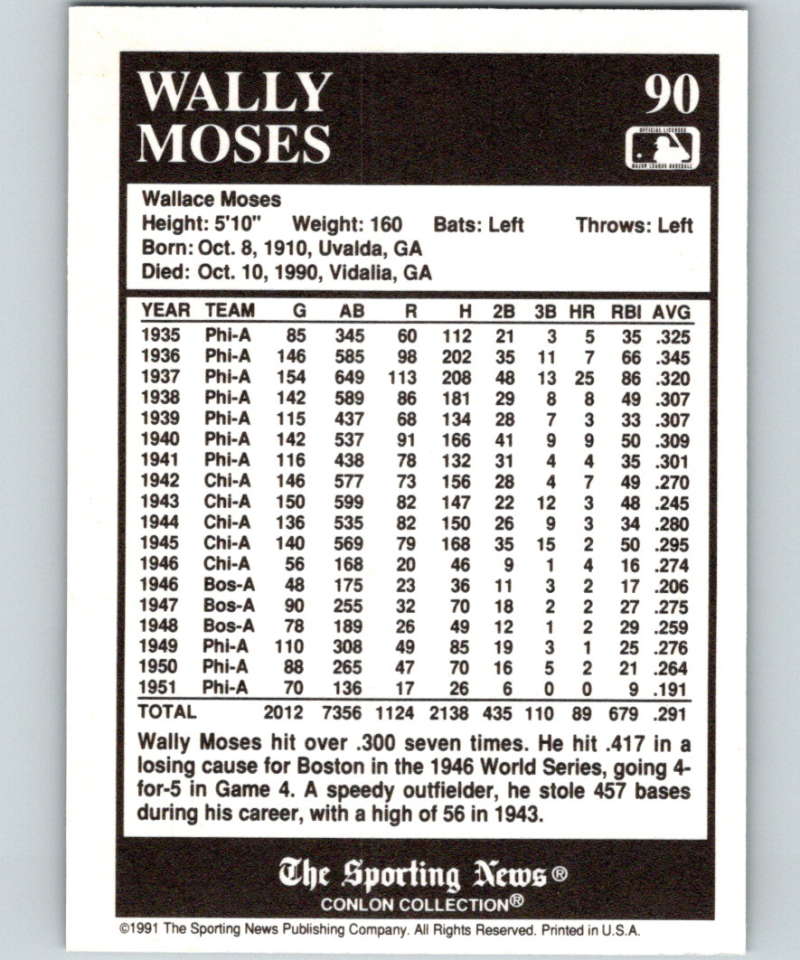 WALLY
MOSES
90
OFFICIAL LICENSEE
MAJOR LEAGUE BASEBALL
Wallace Moses
Height: 5'10" Weight: 160 Bats: Left Throws: Left
Born: Oct. 8, 1910, Uvalda, GA
Died: Oct. 10, 1990, Vidalia, GA
YEAR TEAM G AB R H 2B 3B HR RBI AVG
1935 Phi-A 85 345 60 112 21 3 5 35 .325
1936 Phi-A 146 585 98 202 35 11 7 66 .345
1937 Phi-A 154 649 113 208 48 13 25 86 .320
1938 Phi-A 142 589 86 181 29 8 8 49 .307
1939 Phi-A 115 437 68 134 28 7 3 33 .307
1940 Phi-A 142 537 91 166 41 9 9 50 .309
1941 Phi-A 116 438 78 132 31 4 4 35 .301
1942 Chi-A 146 577 73 156 28 4 7 49 .270
1943 Chi-A 150 599 82 147 22 12 3 48 .245
1944 Chi-A 136 535 82 150 26 9 3 34 .280
1945 Chi-A 140 569 79 168 35 15 2 50 .295
1946 Chi-A 56 168 20 46 9 1 4 16 .274
1946 Bos-A 48 175 23 36 11 3 2 17 .206
1947 Bos-A 90 255 32 70 18 2 2 27 .275
1948 Bos-A 78 189 26 49 12 1 2 29 .259
1949 Phi-A 110 308 49 85 19 3 1 25 .276
1950 Phi-A 88 265 47 70 16 5 2 21 .264
1951 Phi-A 70 136 17 26 6 0 0 9 .191
TOTAL 2012 7356 1124 2138 435 110 89 679 .291
Wally Moses hit over .300 seven times. He hit .417 in a
losing cause for Boston in the 1946 World Series, going 4-
for-5 in Game 4. A speedy outfielder, he stole 457 bases
during his career, with a high of 56 in 1943.
The Sporting News®
CONLON COLLECTION®
©1991 The Sporting News Publishing Company. All Rights Reserved. Printed in U.S.A.